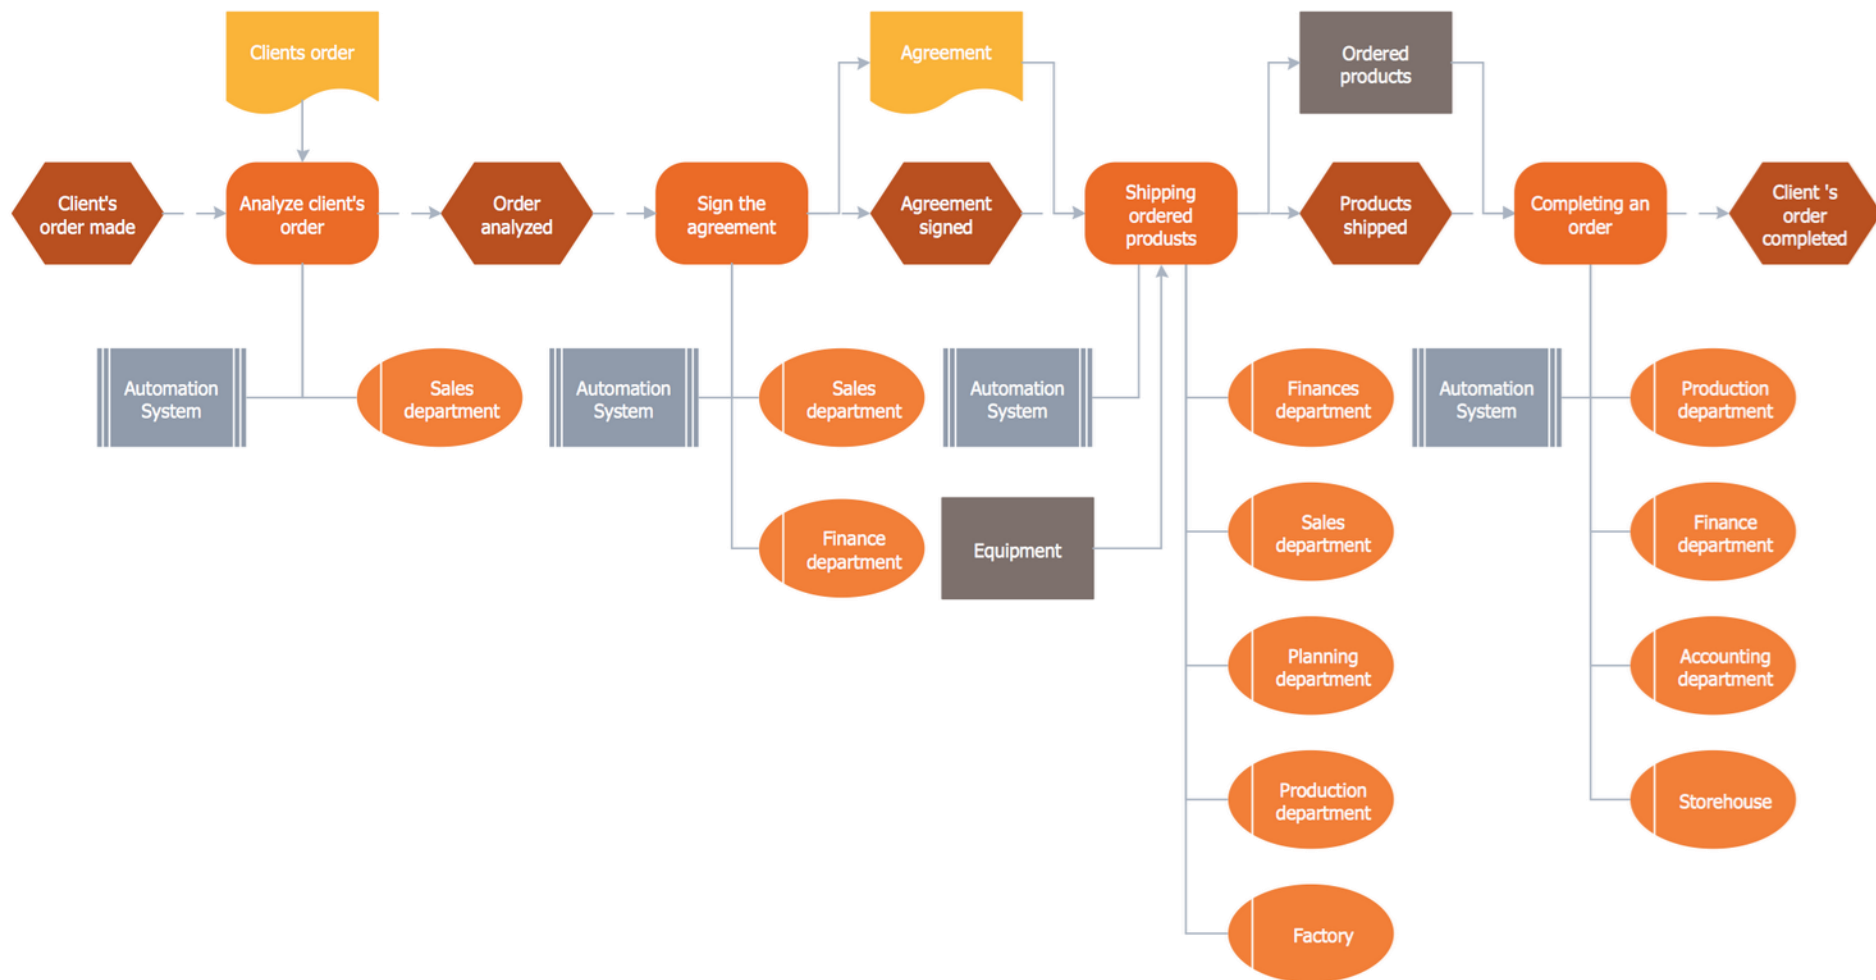 Clients order
Agreement
Ordered
products
Client's
order made
Analyze client's
order
Order
analyzed
Sign the
agreement
Agreement
signed
Shipping
ordered
produsts
Products
shipped
Completing an
order
Client 's
order
completed
Automation
System
Sales
department
Automation
System
Sales
department
Automation
System
Finances
department
Automation
System
Production
department
Finance
department
Equipment
Sales
department
Finance
department
Planning
department
Accounting
department
Production
department
Storehouse
Factory